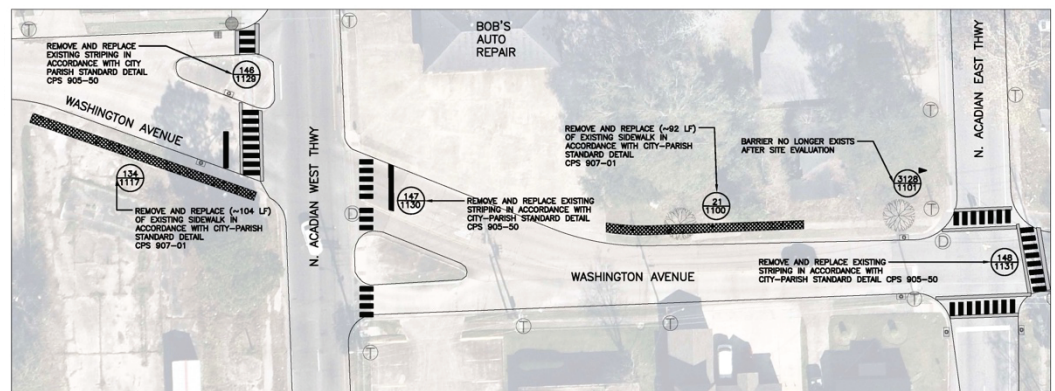 REMOVE AND REPLACE
EXISTING STRIPING IN
ACCORDANCE WITH CITY
PARISH STANDARD DETAIL
CPS 905-50
146
1129
WASHINGTON AVENUE
134
1117
REMOVE AND REPLACE (~104 LF)
OF EXISTING SIDEWALK IN
ACCORDANCE WITH CITY-PARISH
STANDARD DETAIL
CPS 907-01
N. ACADIAN WEST THWY
BOB'S
AUTO
REPAIR
147
1130
REMOVE AND REPLACE EXISTING
STRIPING IN ACCORDANCE WITH
CITY-PARISH STANDARD DETAIL
CPS 905-50
REMOVE AND REPLACE (~92 LF)
OF EXISTING SIDEWALK IN
ACCORDANCE WITH CITY-PARISH
STANDARD DETAIL
CPS 907-01
21
1100
BARRIER NO LONGER EXISTS
AFTER SITE EVALUATION
3128
1101
N. ACADIAN EAST THWY
WASHINGTON AVENUE
REMOVE AND REPLACE EXISTING
STRIPING IN ACCORDANCE WITH
CITY-PARISH STANDARD DETAIL CPS 905-50
148
1131
T
T
T
T
T
T
T
T
D
D